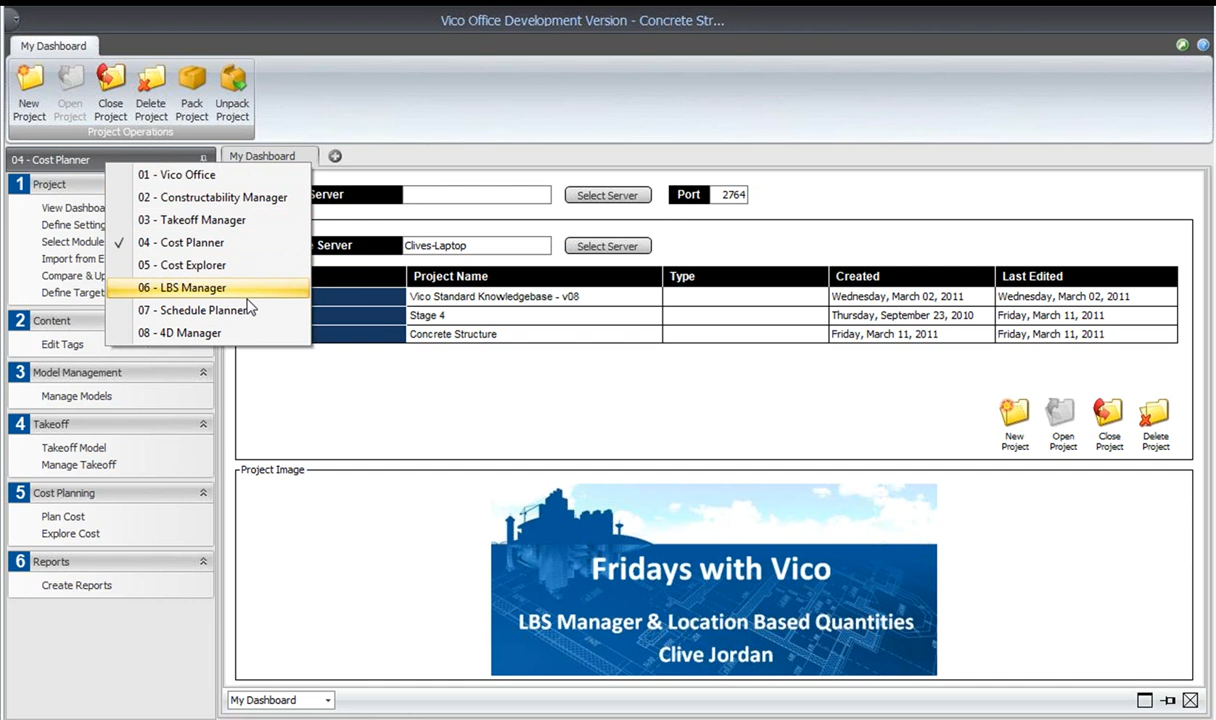 Vico Office Development Version - Concrete Str...
My Dashboard
New Project
Open Project
Close Project
Delete Project
Pack Project
Unpack Project
Project Operations
04 - Cost Planner
1 Project
View Dashboa
Define Setting
Select Module
Import from E
Compare & Up
Define Target
2 Content
Edit Tags
3 Model Management
Manage Models
4 Takeoff
Takeoff Model
Manage Takeoff
5 Cost Planning
Plan Cost
Explore Cost
6 Reports
Create Reports
01 - Vico Office
02 - Constructability Manager
03 - Takeoff Manager
04 - Cost Planner
05 - Cost Explorer
06 - LBS Manager
07 - Schedule Planner
08 - 4D Manager
My Dashboard
Server
Select Server
Port 2764
Server Clives-Laptop
Select Server
Project Name Type Created Last Edited
Vico Standard Knowledgebase - v08 Wednesday, March 02, 2011 Wednesday, March 02, 2011
Stage 4 Thursday, September 23, 2010 Friday, March 11, 2011
Concrete Structure Friday, March 11, 2011 Friday, March 11, 2011
New Project
Open Project
Close Project
Delete Project
Project Image
Fridays with Vico
LBS Manager & Location Based Quantities
Clive Jordan
My Dashboard